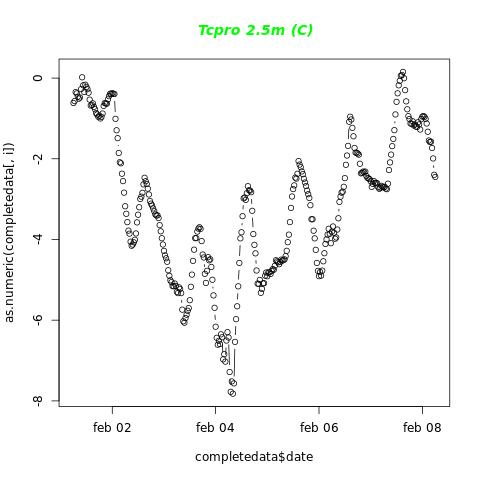 Tcpro 2.5m (C)
as.numeric(completedata[, i])
0
-2
-4
-6
-8
feb 02
feb 04
feb 06
feb 08
completedata$date